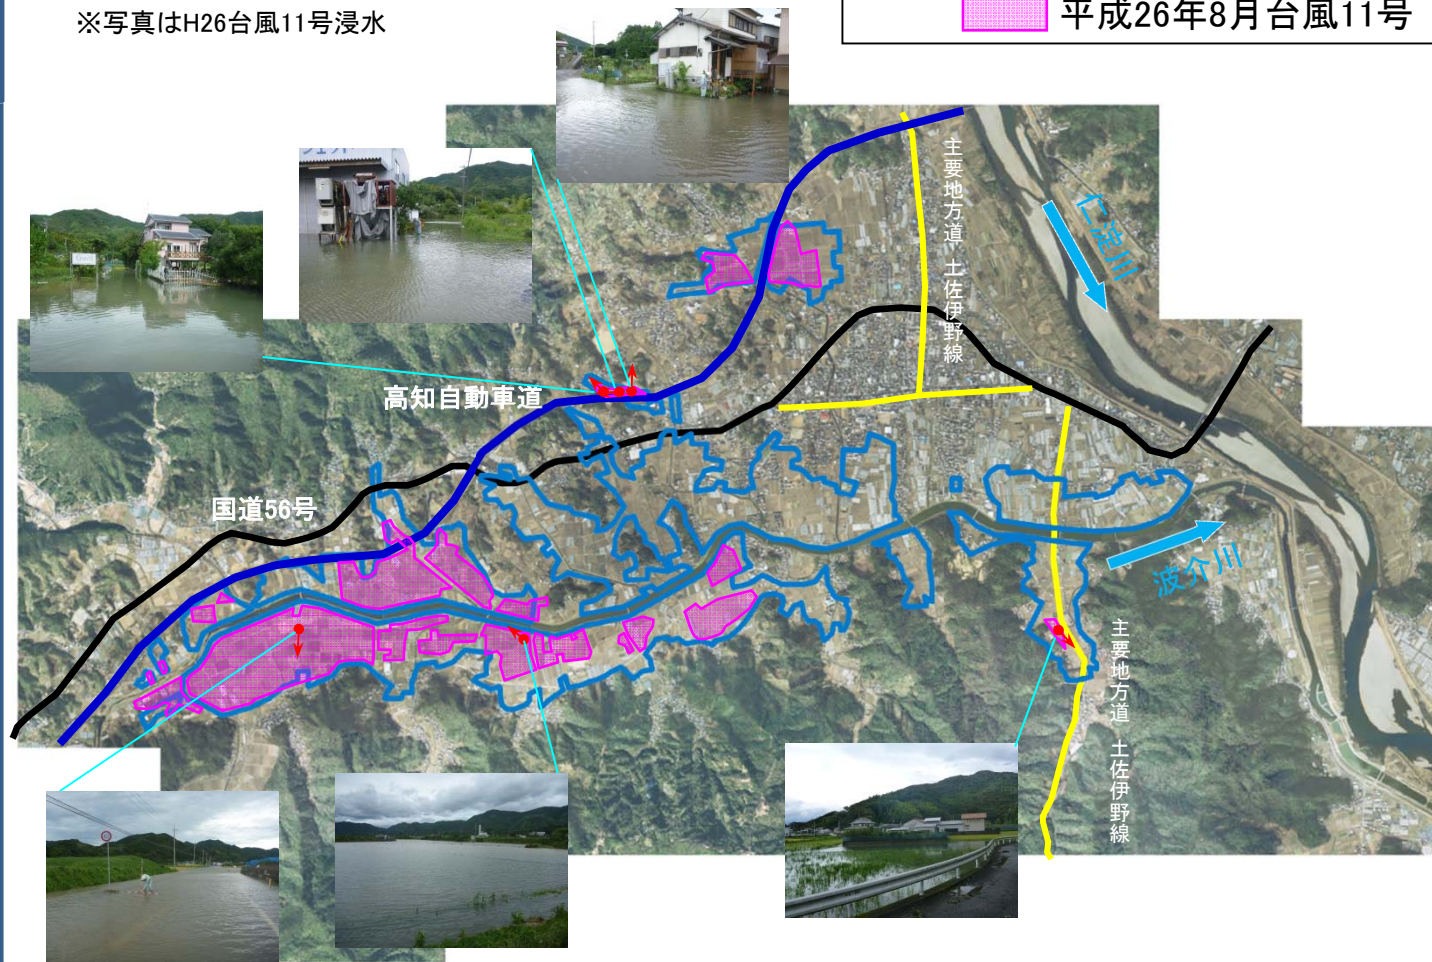 ※写真はH26台風11号浸水
平成26年8月台風11号
主要地方道 土佐伊野線
仁淀川
高知自動車道
国道56号
波介川
主要地方道 土佐伊野線